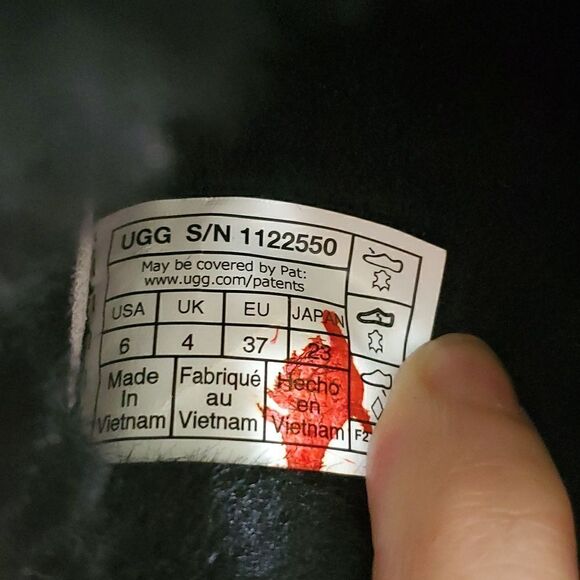 UGG S/N 1122550
May be covered by Pat:
www.ugg.com/patents
USA UK EU JAPAN
6 4 37 23
Made Fabriqué Hecho
In au en
Vietnam Vietnam Vietnam